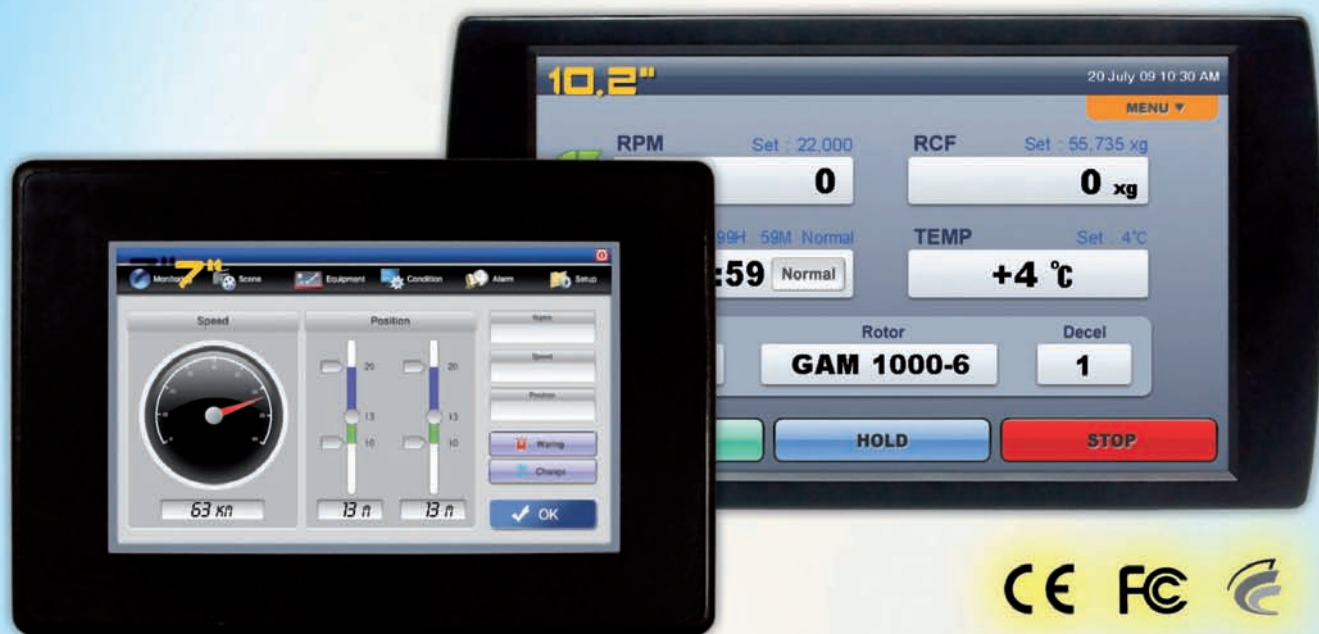 10.2"
20 July 09 10:30 AM
MENU ▼
RPM
Set : 22,000
0
RCF
Set : 55,735 xg
0 xg
99H 59M Normal
:59 Normal
TEMP
Set : 4℃
+4 ℃
Rotor
GAM 1000-6
Decel
1
HOLD
STOP
7"
Monitor
Scene
Equipment
Condition
Alarm
Setup
Speed
63 Kn
Position
20
20
13
13
10
10
13 n
13 n
Name
Speed
Position
Change
OK
CE FC